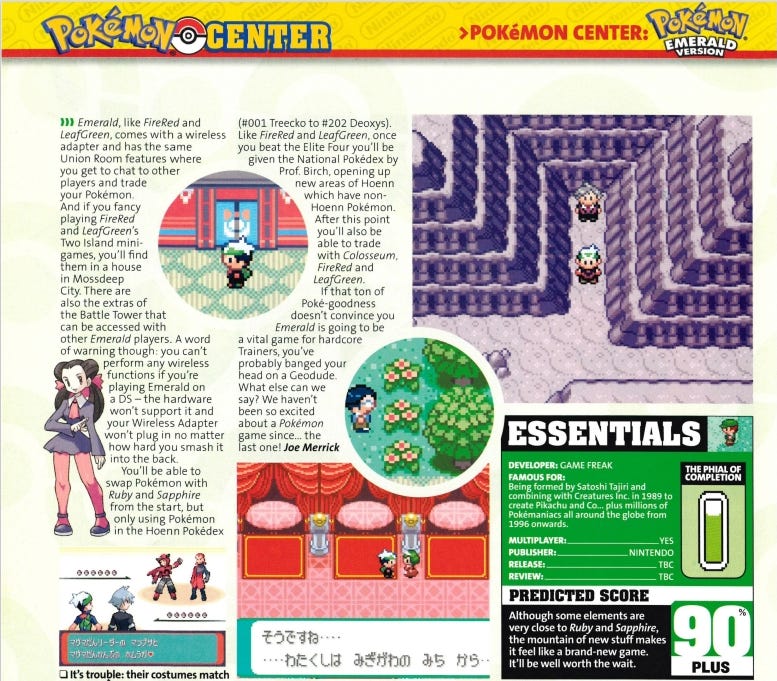 POKéMON CENTER
>POKéMON CENTER: POKéMON
EMERALD
VERSION
))) Emerald, like FireRed and
LeafGreen, comes with a wireless
adapter and has the same
Union Room features where
you get to chat to other
players and trade
your Pokémon.
And if you fancy
playing FireRed
and LeafGreen's
Two Island mini-
games, you'll find
them in a house
in Mossdeep
City. There are
also the extras of
the Battle Tower that
can be accessed with
other Emerald players. A word
of warning though: you can't
perform any wireless
functions if you're
playing Emerald on
a DS – the hardware
won't support it and
your Wireless Adapter
won't plug in no matter
how hard you smash it
into the back.
You'll be able to
swap Pokémon with
Ruby and Sapphire
from the start, but
only using Pokémon
in the Hoenn Pokédex
(#001 Treecko to #202 Deoxys).
Like FireRed and LeafGreen, once
you beat the Elite Four you'll be
given the National Pokédex by
Prof. Birch, opening up
new areas of Hoenn
which have non-
Hoenn Pokémon.
After this point
you'll also be
able to trade
with Colosseum,
FireRed and
LeafGreen.
If that ton of
Poké-goodness
doesn't convince you
Emerald is going to be
a vital game for hardcore
Trainers, you've
probably banged your
head on a Geodude.
What else can we
say? We haven't
been so excited
about a Pokémon
game since... the
last one! Joe Merrick
マグマだんリーダーの マツブサと
マグマだんかんぶの ホムラが
❑ It's trouble: their costumes match
そうですね‥‥
‥‥わたくしは みぎがわの みち から‥
ESSENTIALS
DEVELOPER: GAME FREAK
FAMOUS FOR:
Being formed by Satoshi Tajiri and
combining with Creatures Inc. in 1989 to
create Pikachu and Co... plus millions of
Pokémaniacs all around the globe from
1996 onwards.
MULTIPLAYER: YES
PUBLISHER: NINTENDO
RELEASE: TBC
REVIEW: TBC
THE PHIAL OF
COMPLETION
PREDICTED SCORE
Although some elements are
very close to Ruby and Sapphire,
the mountain of new stuff makes
it feel like a brand-new game.
It'll be well worth the wait.
90%
PLUS